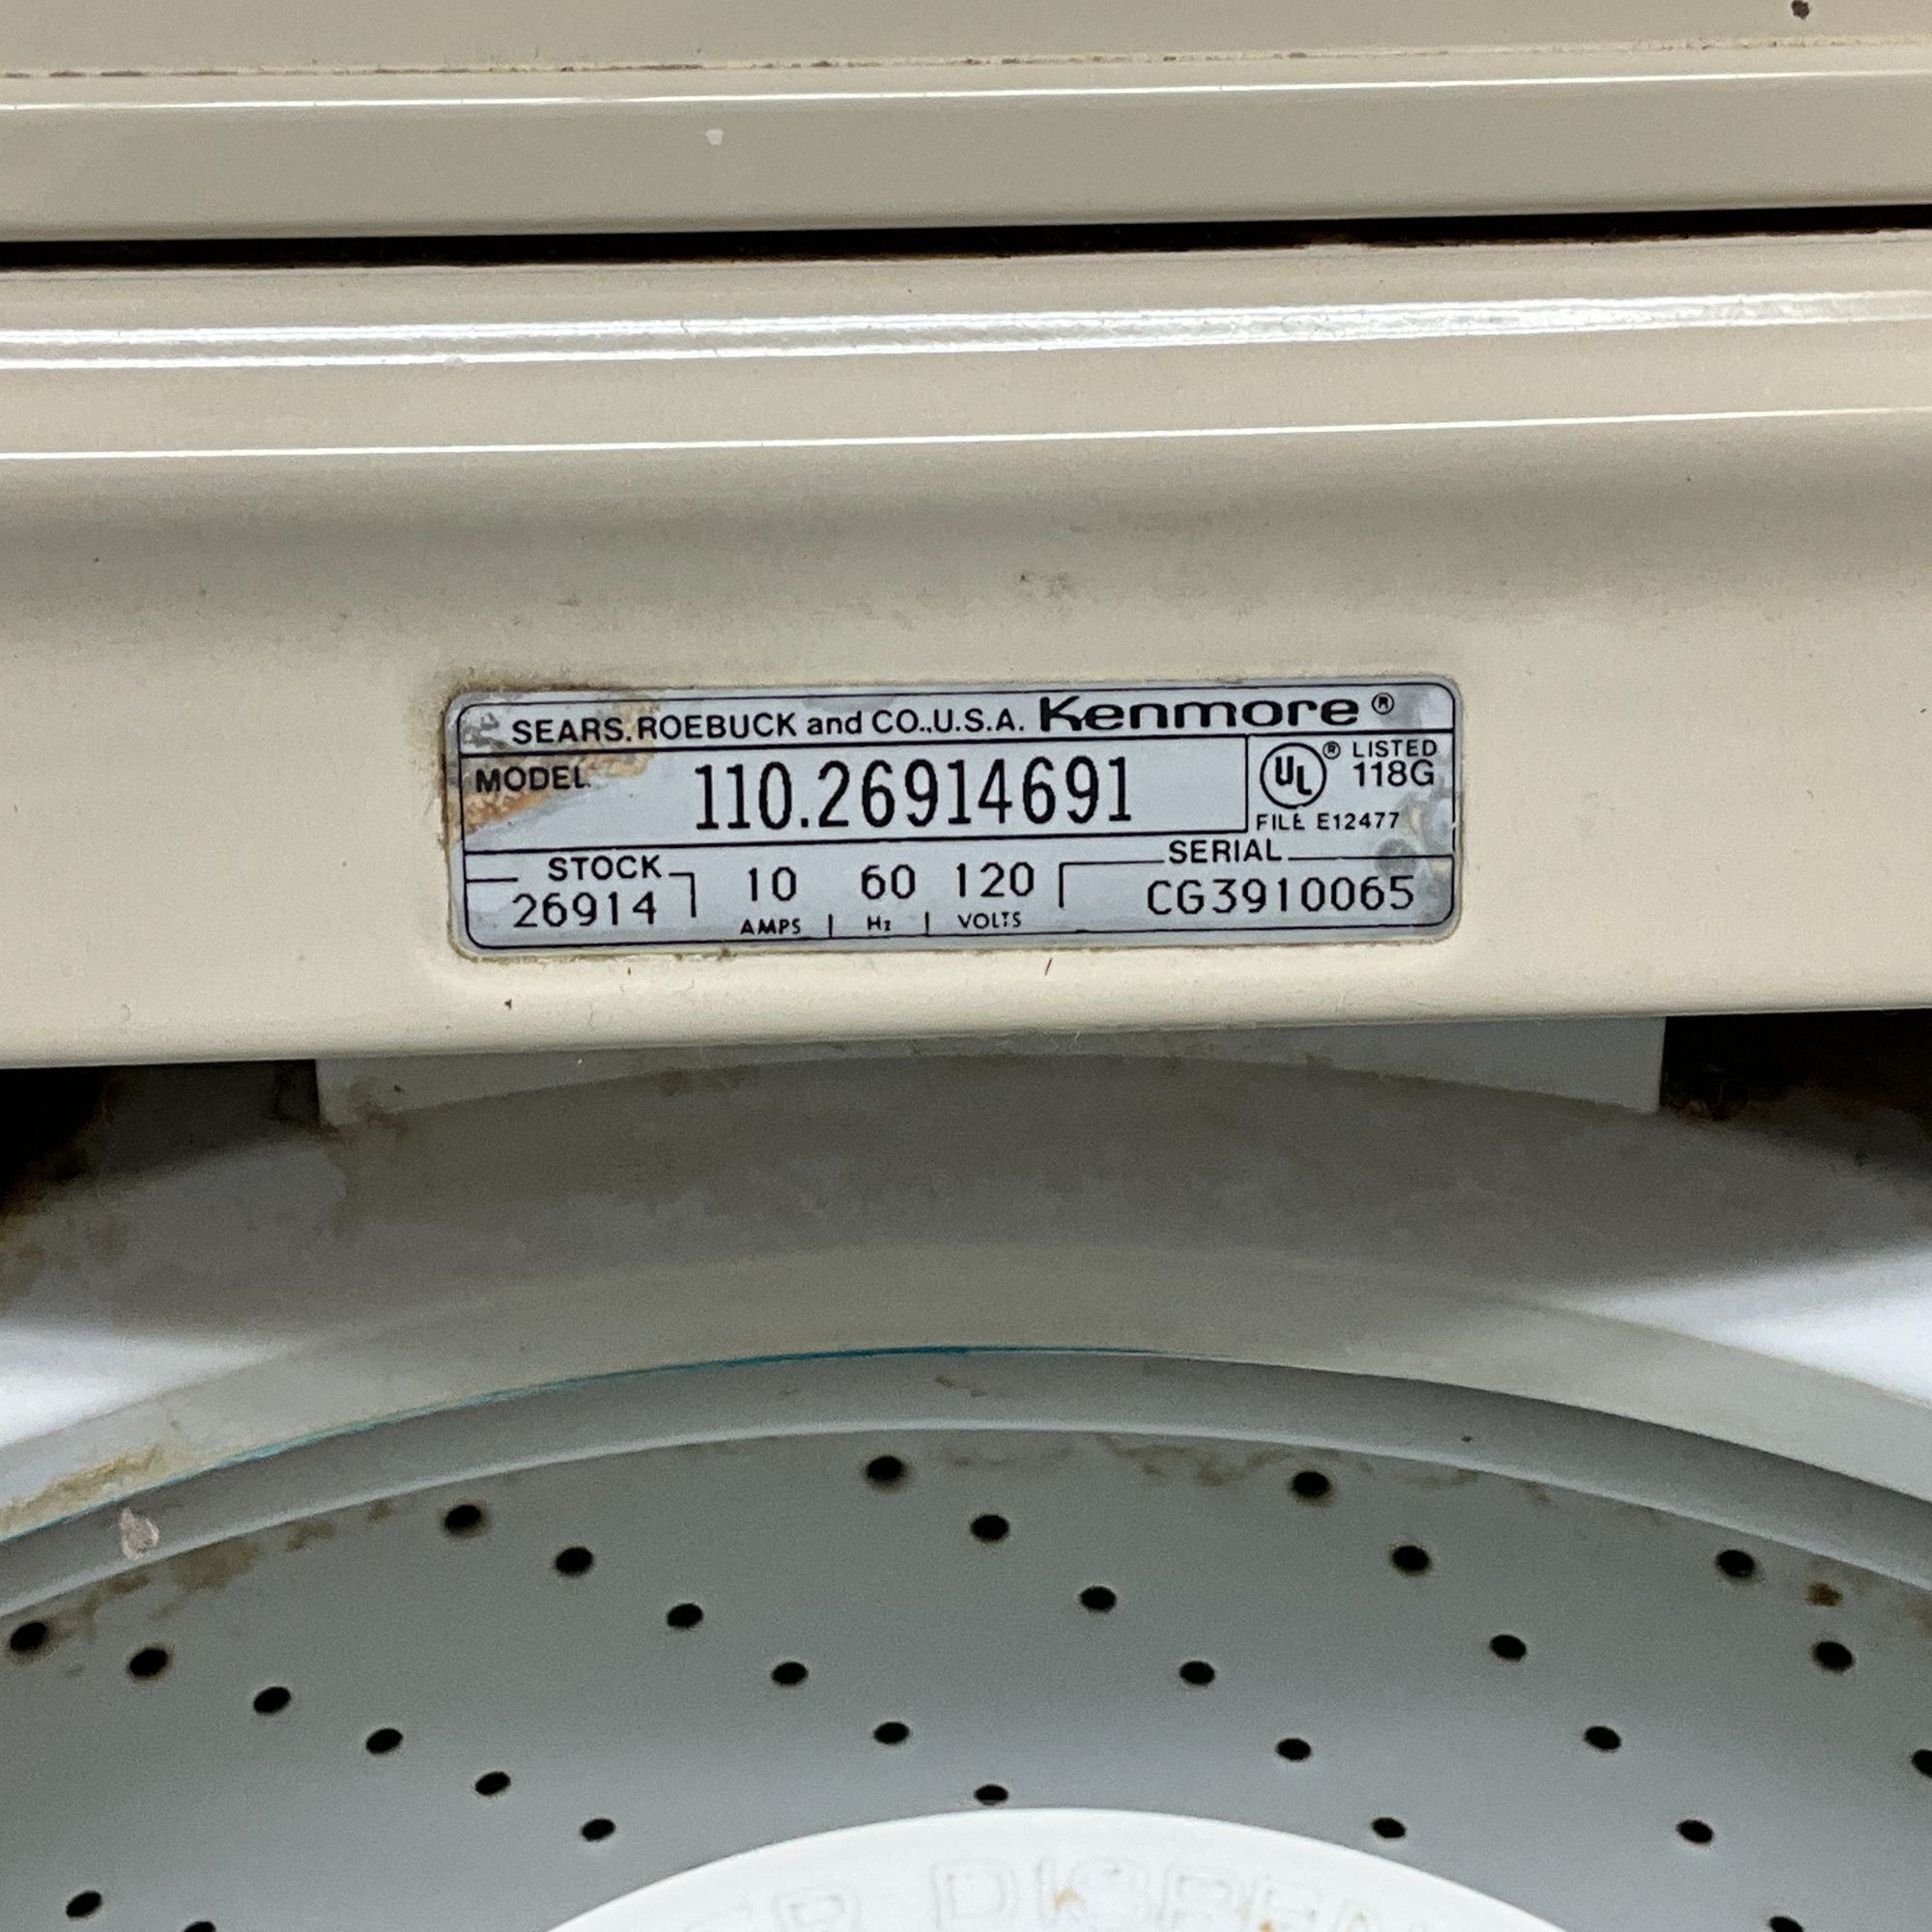 SEARS, ROEBUCK and CO., U.S.A. Kenmore®
MODEL 110.26914691
UL® LISTED
118G
FILE E12477
STOCK
26914
10 60 120
AMPS Hz VOLTS
SERIAL
CG3910065